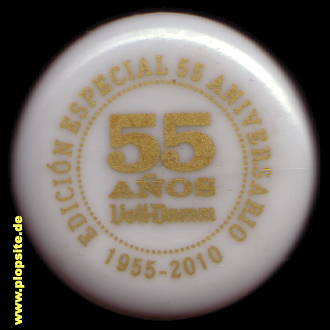 EDICIÓN ESPECIAL 55 ANIVERSARIO
55
AÑOS
Voll-Damm
1955-2010
www.plopsite.de